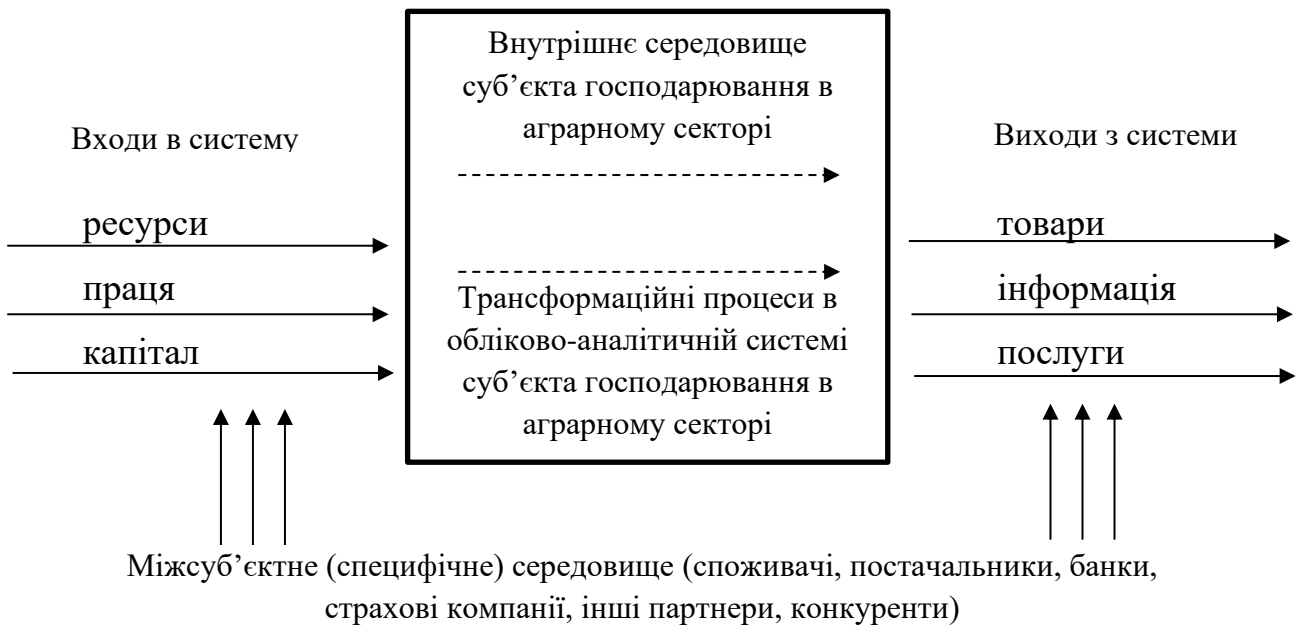 Внутрішнє середовище
суб’єкта господарювання в
аграрному секторі
Входи в систему
Виходи з системи
ресурси
праця
капітал
товари
інформація
послуги
Трансформаційні процеси в
обліково-аналітичній системі
суб’єкта господарювання в
аграрному секторі
Міжсуб’єктне (специфічне) середовище (споживачі, постачальники, банки,
страхові компанії, інші партнери, конкуренти)